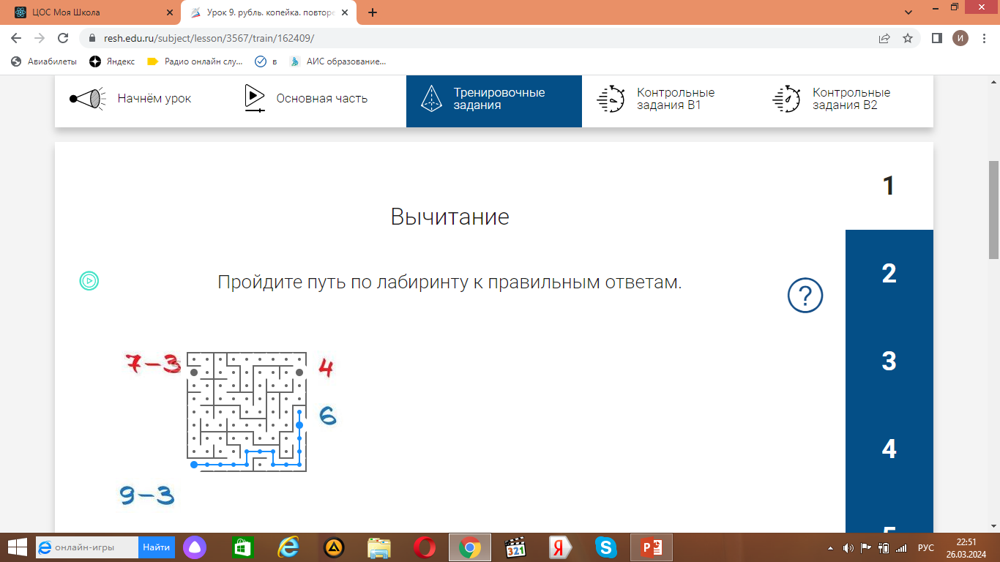 ЦОС Моя Школа
Урок 9. рубль. копейка. повторе
resh.edu.ru/subject/lesson/3567/train/162409/
И
Авиабилеты
Яндекс
Радио онлайн слу...
в
АИС образование...
Начнём урок
Основная часть
Тренировочные
задания
Контрольные
задания В1
Контрольные
задания В2
1
Вычитание
2
Пройдите путь по лабиринту к правильным ответам.
?
3
7-3
4
6
4
9-3
5
онлайн-игры
Найти
321
Я
S
P
РУС
22:51
26.03.2024